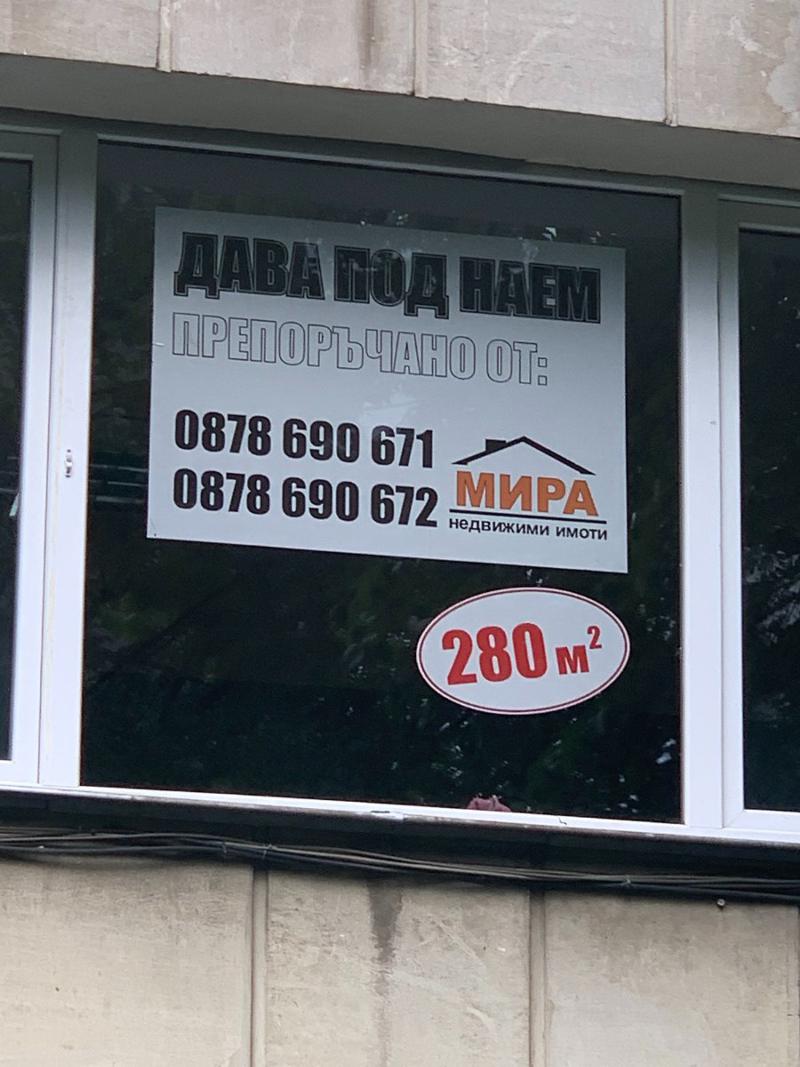 ДАВА ПОД НАЕМ
ПРЕПОРЪЧАНО ОТ:
0878 690 671
0878 690 672
МИРА
недвижими имоти
280 м²